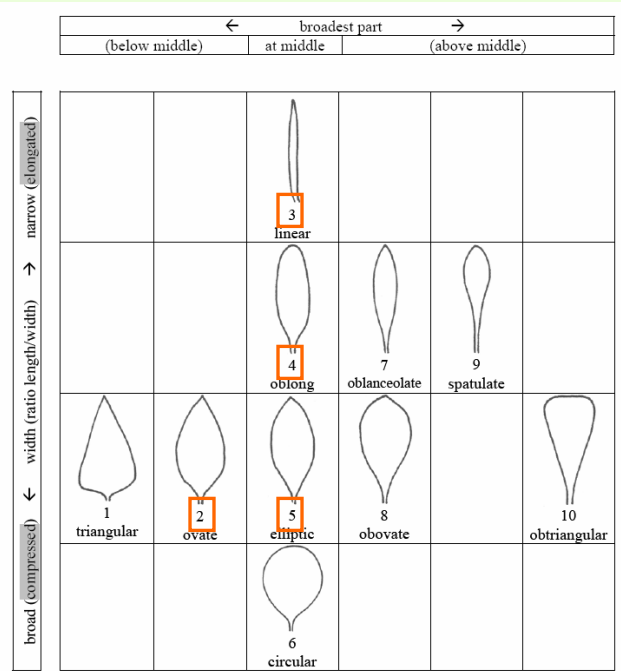 ← broadest part →
(below middle) at middle (above middle)
broad (compressed) ← width (ratio length/width) → narrow (elongated)
3
linear
4 7 9
oblong oblanceolate spatulate
1 2 5 8 10
triangular ovate elliptic obovate obtriangular
6
circular